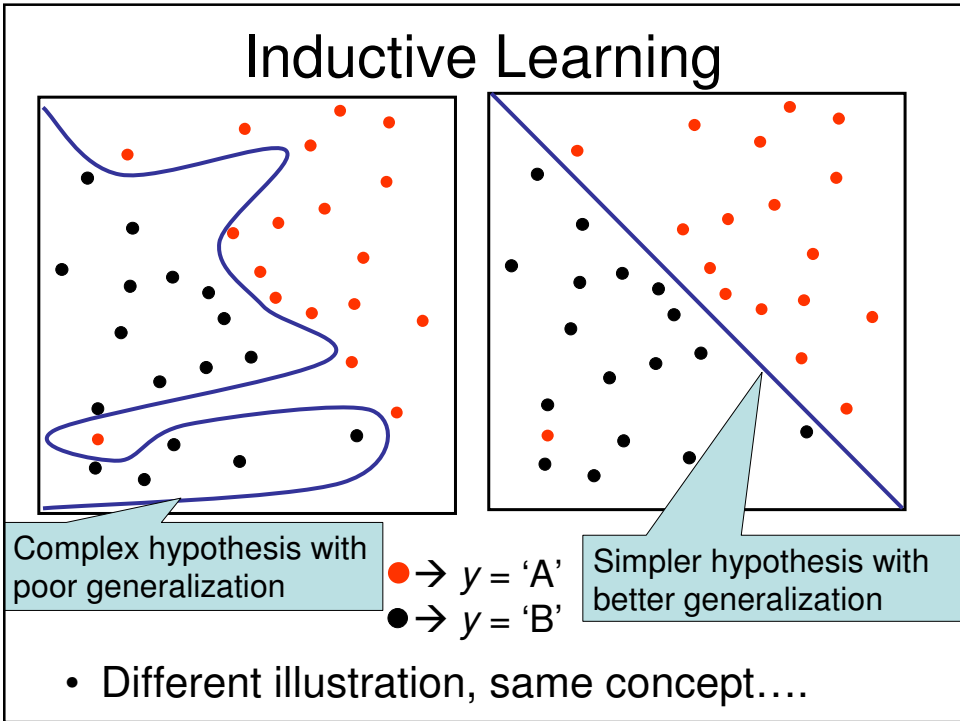 Inductive Learning
Complex hypothesis with
poor generalization
→ y = ‘A’
→ y = ‘B’
Simpler hypothesis with
better generalization
• Different illustration, same concept….